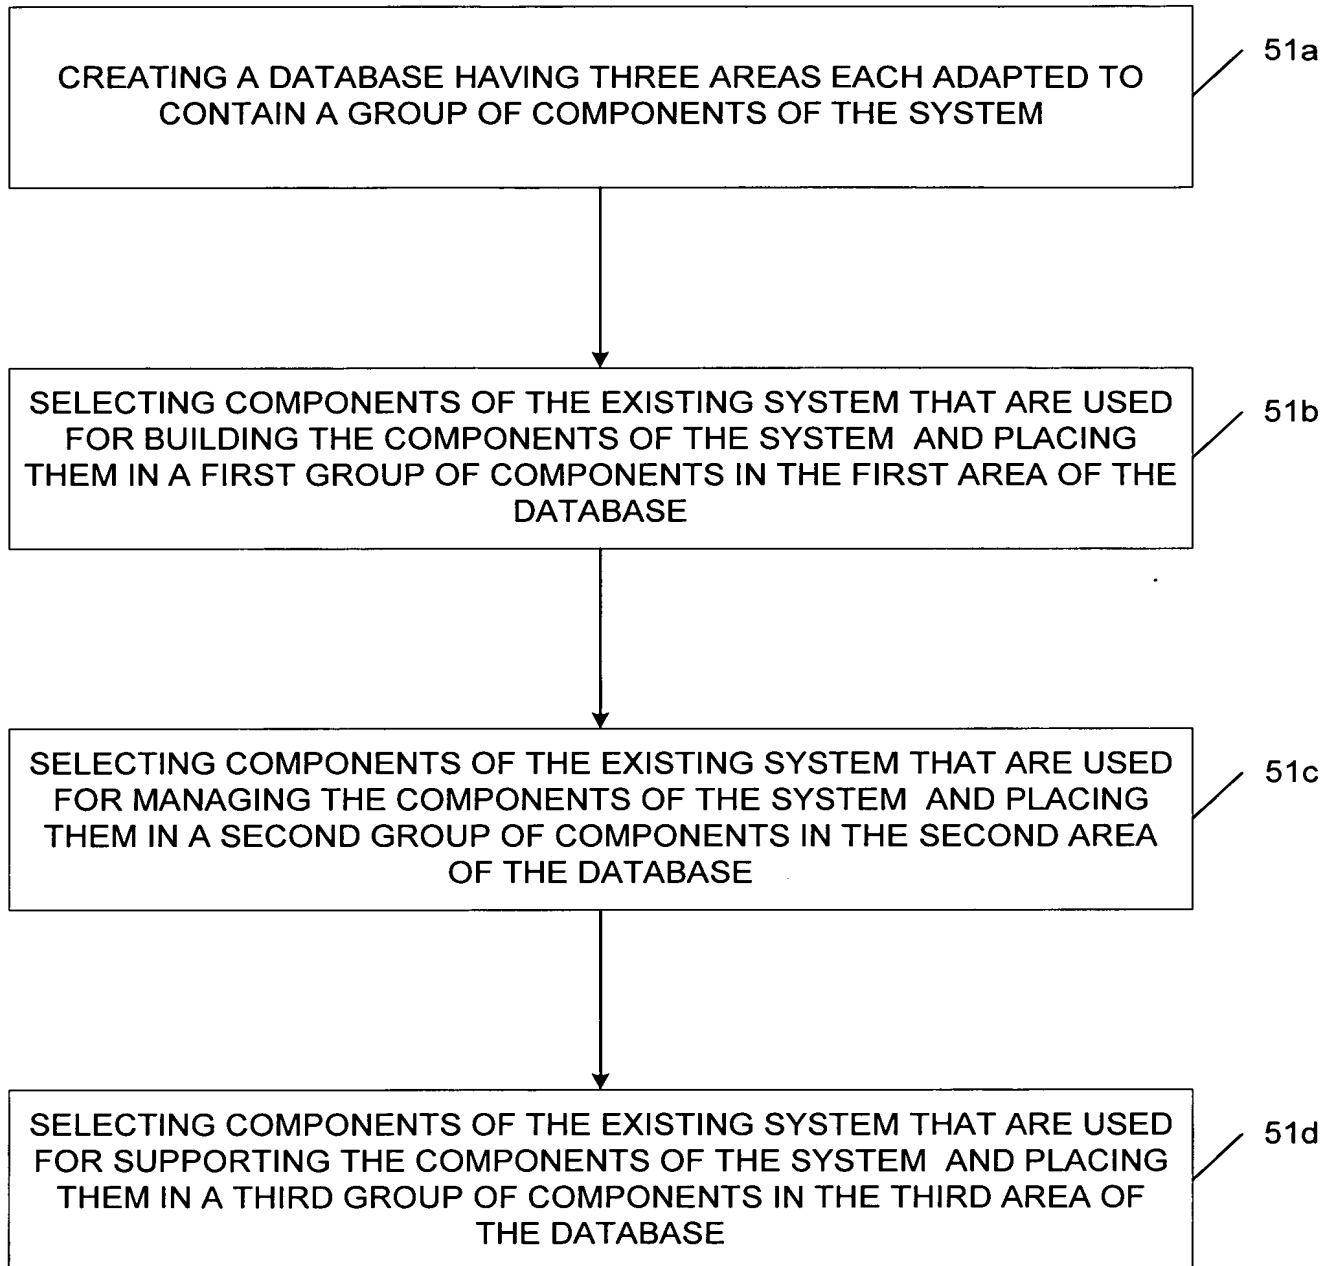 CREATING A DATABASE HAVING THREE AREAS EACH ADAPTED TO
CONTAIN A GROUP OF COMPONENTS OF THE SYSTEM
51a
SELECTING COMPONENTS OF THE EXISTING SYSTEM THAT ARE USED
FOR BUILDING THE COMPONENTS OF THE SYSTEM AND PLACING
THEM IN A FIRST GROUP OF COMPONENTS IN THE FIRST AREA OF THE
DATABASE
51b
SELECTING COMPONENTS OF THE EXISTING SYSTEM THAT ARE USED
FOR MANAGING THE COMPONENTS OF THE SYSTEM AND PLACING
THEM IN A SECOND GROUP OF COMPONENTS IN THE SECOND AREA
OF THE DATABASE
51c
SELECTING COMPONENTS OF THE EXISTING SYSTEM THAT ARE USED
FOR SUPPORTING THE COMPONENTS OF THE SYSTEM AND PLACING
THEM IN A THIRD GROUP OF COMPONENTS IN THE THIRD AREA OF
THE DATABASE
51d